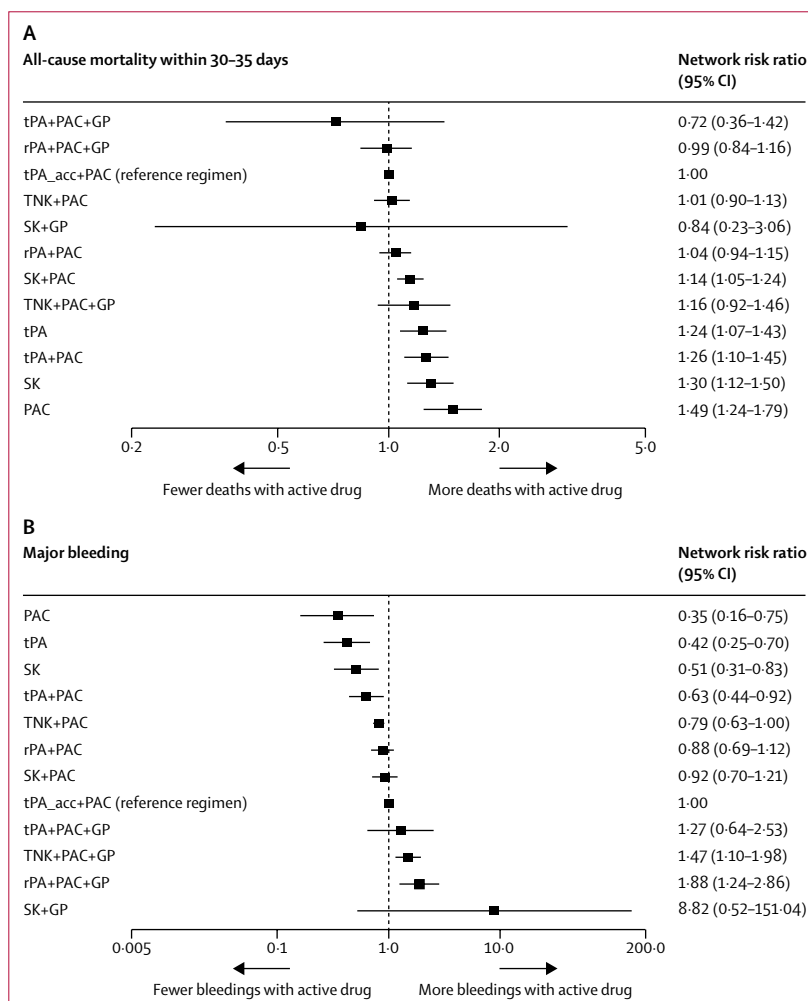 A
All-cause mortality within 30–35 days Network risk ratio
(95% CI)
tPA+PAC+GP 0·72 (0·36–1·42)
rPA+PAC+GP 0·99 (0·84–1·16)
tPA_acc+PAC (reference regimen) 1·00
TNK+PAC 1·01 (0·90–1·13)
SK+GP 0·84 (0·23–3·06)
rPA+PAC 1·04 (0·94–1·15)
SK+PAC 1·14 (1·05–1·24)
TNK+PAC+GP 1·16 (0·92–1·46)
tPA 1·24 (1·07–1·43)
tPA+PAC 1·26 (1·10–1·45)
SK 1·30 (1·12–1·50)
PAC 1·49 (1·24–1·79)
0·2 0·5 1·0 2·0 5·0
Fewer deaths with active drug More deaths with active drug
B
Major bleeding Network risk ratio
(95% CI)
PAC 0·35 (0·16–0·75)
tPA 0·42 (0·25–0·70)
SK 0·51 (0·31–0·83)
tPA+PAC 0·63 (0·44–0·92)
TNK+PAC 0·79 (0·63–1·00)
rPA+PAC 0·88 (0·69–1·12)
SK+PAC 0·92 (0·70–1·21)
tPA_acc+PAC (reference regimen) 1·00
tPA+PAC+GP 1·27 (0·64–2·53)
TNK+PAC+GP 1·47 (1·10–1·98)
rPA+PAC+GP 1·88 (1·24–2·86)
SK+GP 8·82 (0·52–151·04)
0·005 0·1 1·0 10·0 200·0
Fewer bleedings with active drug More bleedings with active drug